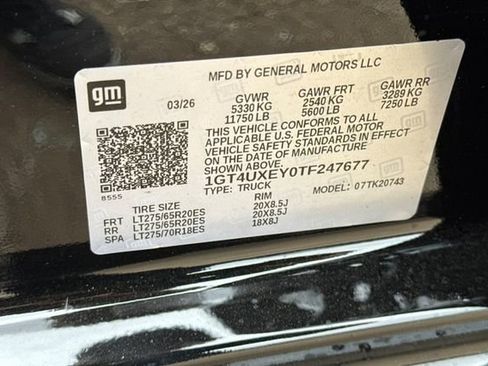 MFD BY GENERAL MOTORS LLC
gm
03/26
GVWR GAWR FRT GAWR RR
5330 KG 2540 KG 3289 KG
11750 LB 5600 LB 7250 LB
THIS VEHICLE CONFORMS TO ALL
APPLICABLE U.S. FEDERAL MOTOR
VEHICLE SAFETY STANDARDS IN EFFECT
ON THE DATE OF MANUFACTURE
SHOWN ABOVE.
1GT4UXEY0TF247677
TYPE: TRUCK MODEL: 07TK20743
8555
TIRE SIZE RIM
FRT LT275/65R20ES 20X8.5J
RR LT275/65R20ES 20X8.5J
SPA LT275/70R18ES 18X8J